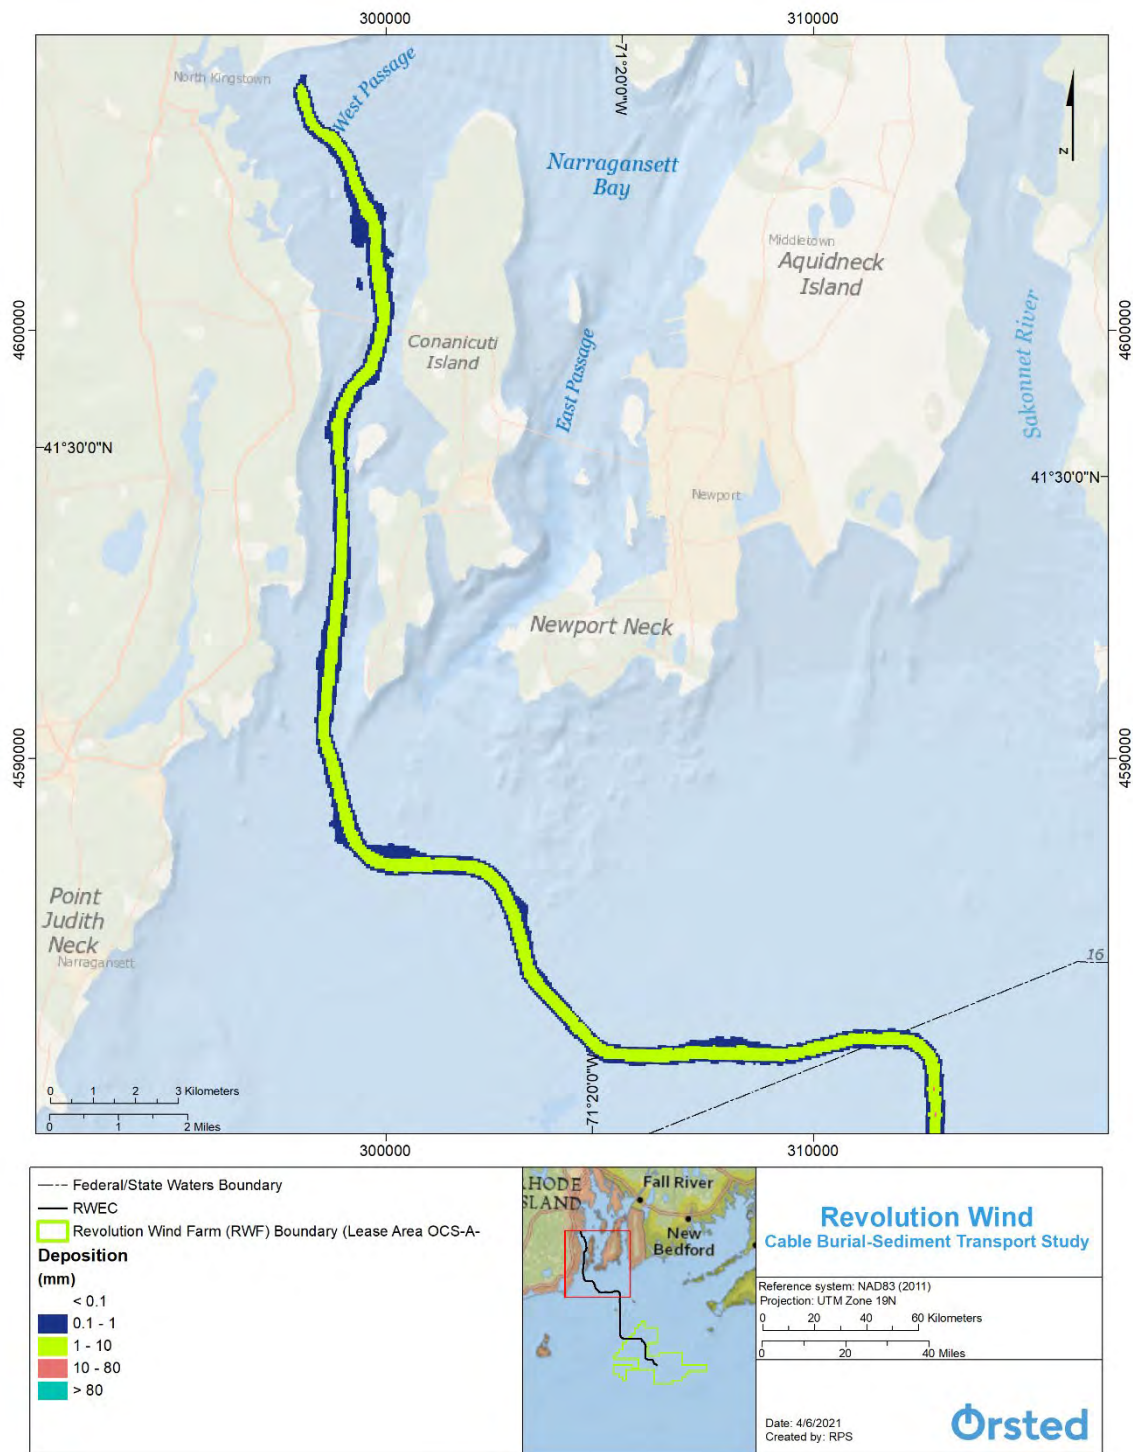 300000
310000
71°20'0"W
North Kingstown
West Passage
Narragansett
Bay
z
Middletown
Aquidneck
Island
Sakonnet River
4600000
4600000
Conanicuti
Island
East Passage
41°30'0"N
41°30'0"N
Newport
Newport Neck
4590000
4590000
Point
Judith
Neck
Narragansett
16
71°20'0"W
0 1 2 3 Kilometers
0 1 2 Miles
300000
310000
Federal/State Waters Boundary
RWEC
Revolution Wind Farm (RWF) Boundary (Lease Area OCS-A-
Deposition
(mm)
< 0.1
0.1 - 1
1 - 10
10 - 80
> 80
RHODE
ISLAND
Fall River
New
Bedford
Revolution Wind
Cable Burial-Sediment Transport Study
Reference system: NAD83 (2011)
Projection: UTM Zone 19N
0 20 40 60 Kilometers
0 20 40 Miles
Date: 4/6/2021
Created by: RPS
Ørsted